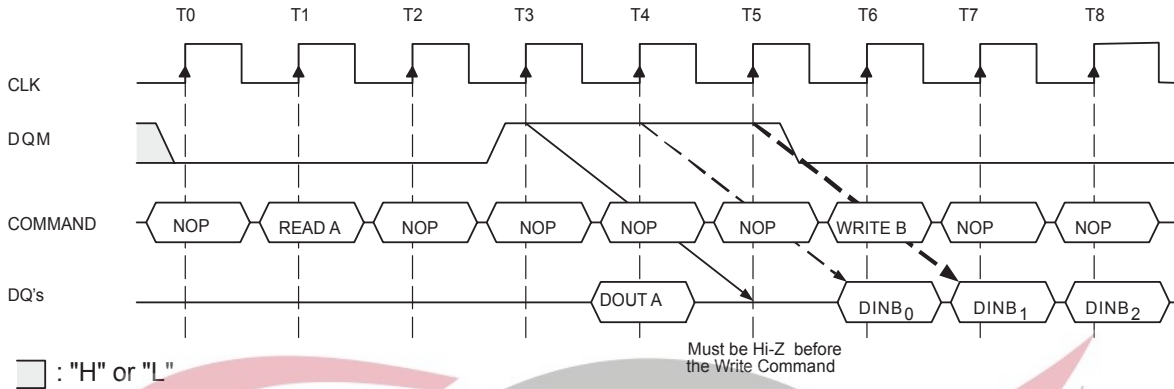 T0 T1 T2 T3 T4 T5 T6 T7 T8
CLK
DQM
COMMAND NOP READ A NOP NOP NOP NOP WRITE B NOP NOP
DQ's DOUT A DINB0 DINB1 DINB2
Must be Hi-Z before
the Write Command
: "H" or "L"